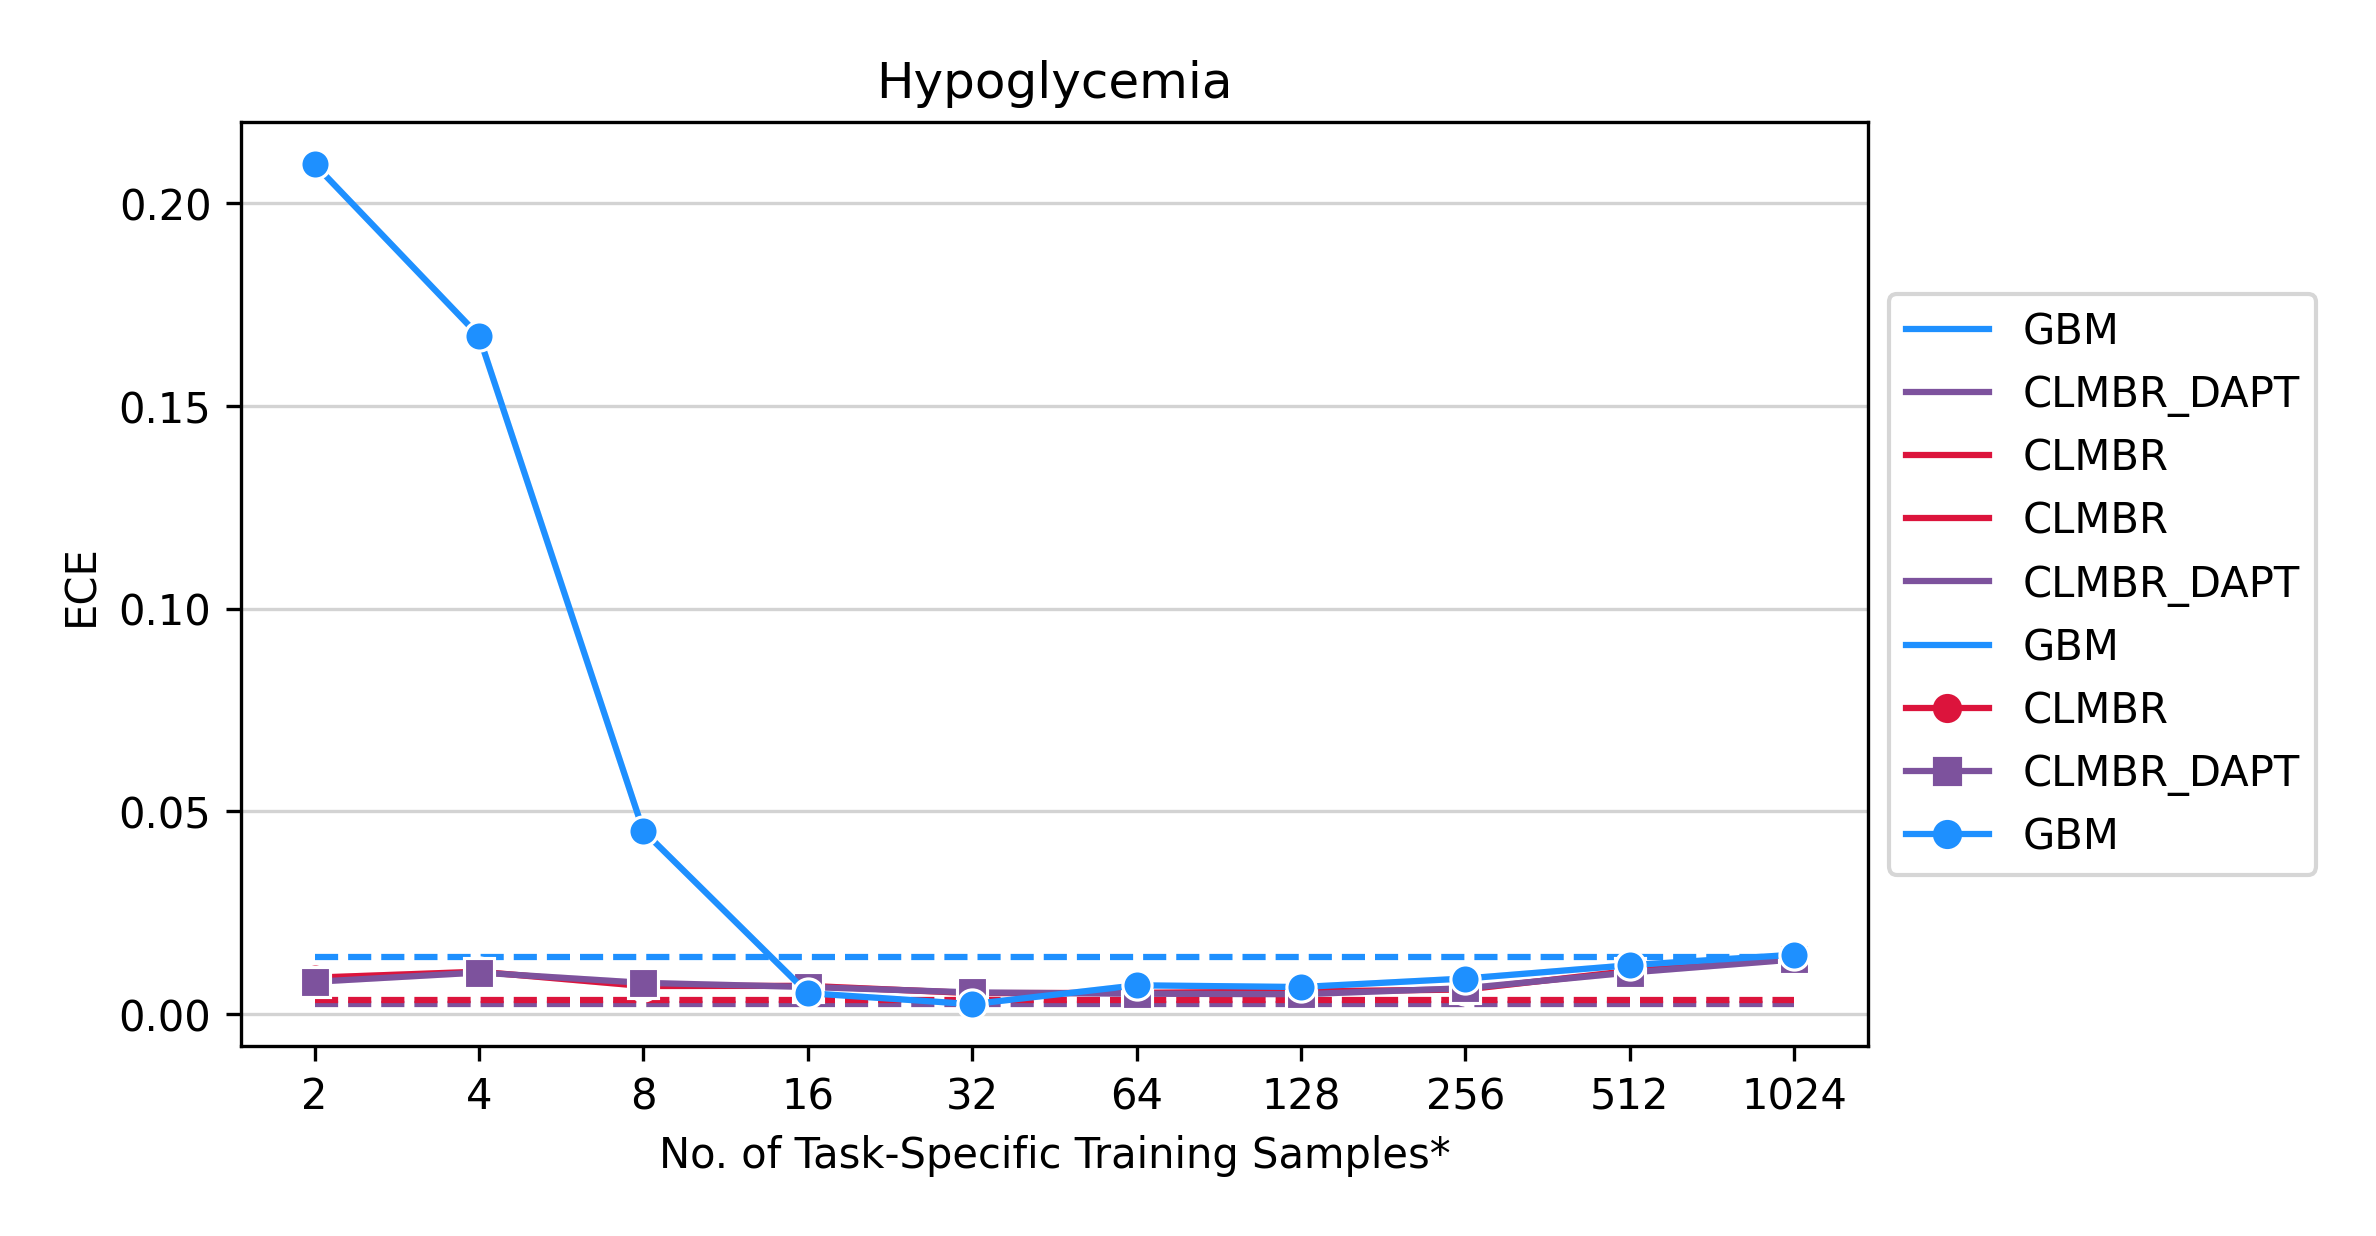 Hypoglycemia
0.20
0.15
0.10
0.05
0.00
ECE
2 4 8 16 32 64 128 256 512 1024
No. of Task-Specific Training Samples*
GBM
CLMBR_DAPT
CLMBR
CLMBR
CLMBR_DAPT
GBM
CLMBR
CLMBR_DAPT
GBM